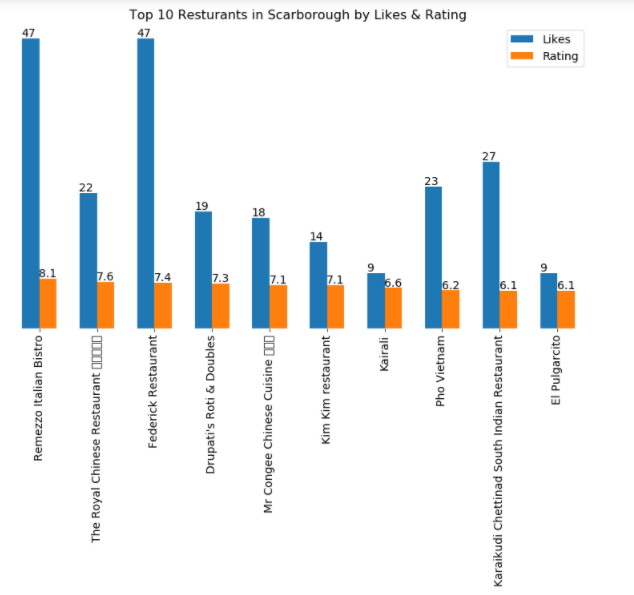 Top 10 Resturants in Scarborough by Likes & Rating
Likes
Rating
47
8.1
22
7.6
47
7.4
19
7.3
18
7.1
14
7.1
9
6.6
23
6.2
27
6.1
9
6.1
Remezzo Italian Bistro
The Royal Chinese Restaurant
Federick Restaurant
Drupati's Roti & Doubles
Mr Congee Chinese Cuisine
Kim Kim restaurant
Kairali
Pho Vietnam
Karaikudi Chettinad South Indian Restaurant
El Pulgarcito